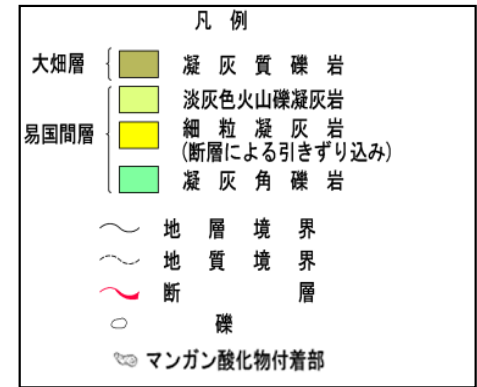 凡 例
大畑層 凝灰質礫岩
易国間層 淡灰色火山礫凝灰岩
細粒凝灰岩
(断層による引きずり込み)
凝灰角礫岩
地層境界
地質境界
断層
礫
マンガン酸化物付着部